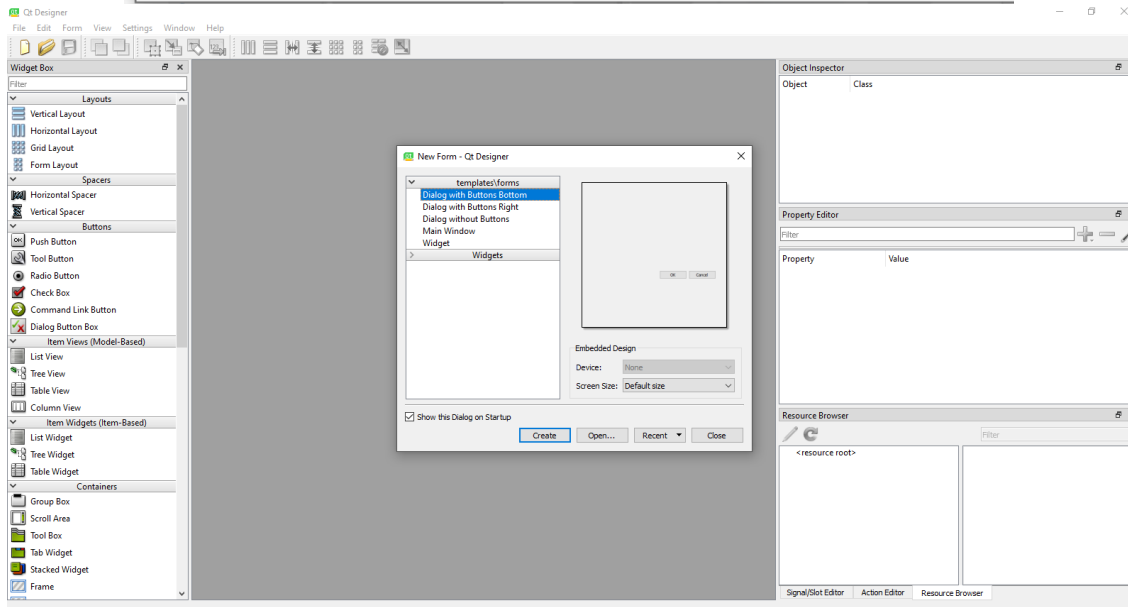 Qt Designer
File Edit Form View Settings Window Help
Widget Box
Filter
Layouts
Vertical Layout
Horizontal Layout
Grid Layout
Form Layout
Spacers
Horizontal Spacer
Vertical Spacer
Buttons
OK Push Button
Tool Button
Radio Button
Check Box
Command Link Button
Dialog Button Box
Item Views (Model-Based)
List View
Tree View
Table View
Column View
Item Widgets (Item-Based)
List Widget
Tree Widget
Table Widget
Containers
Group Box
Scroll Area
Tool Box
Tab Widget
Stacked Widget
Frame
New Form - Qt Designer
templates\forms
Dialog with Buttons Bottom
Dialog with Buttons Right
Dialog without Buttons
Main Window
Widget
Widgets
OK Cancel
Embedded Design
Device: None
Screen Size: Default size
Show this Dialog on Startup
Create Open... Recent Close
Object Inspector
Object Class
Property Editor
Filter
Property Value
Resource Browser
Filter
<resource root>
Signal/Slot Editor Action Editor Resource Browser